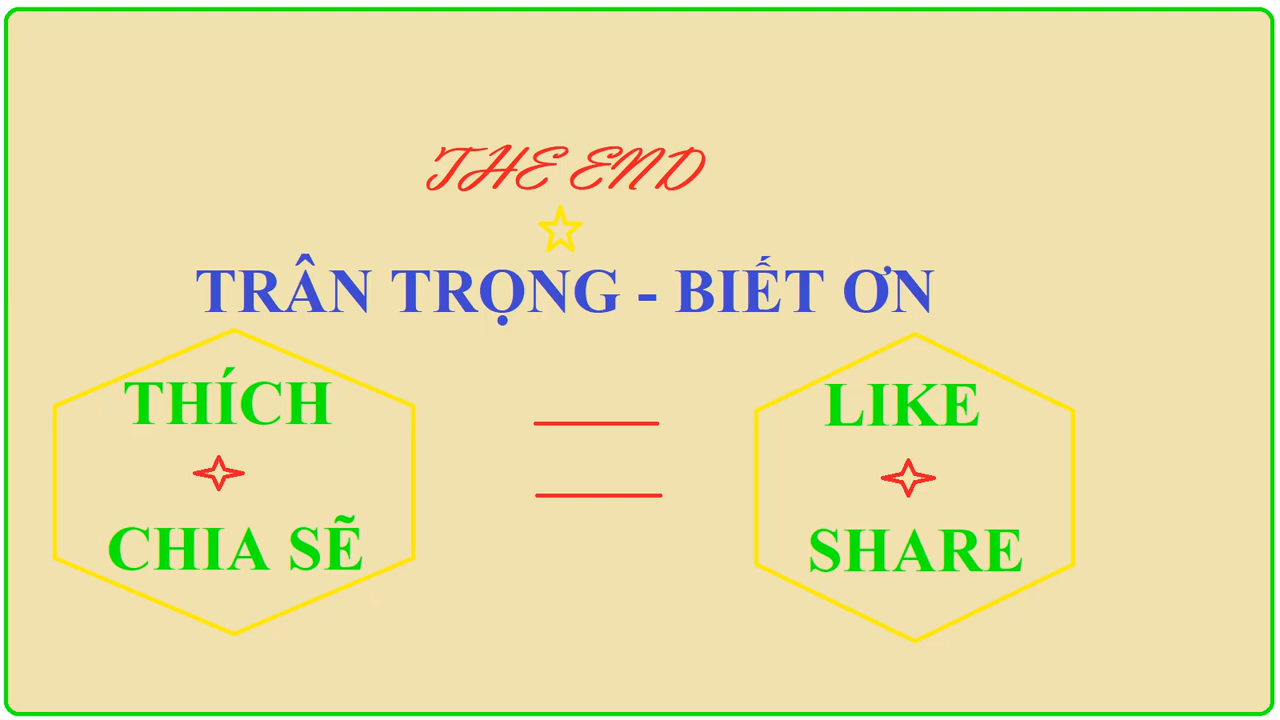 THE END
TRÂN TRỌNG - BIẾT ƠN
THÍCH
CHIA SẼ
LIKE
SHARE